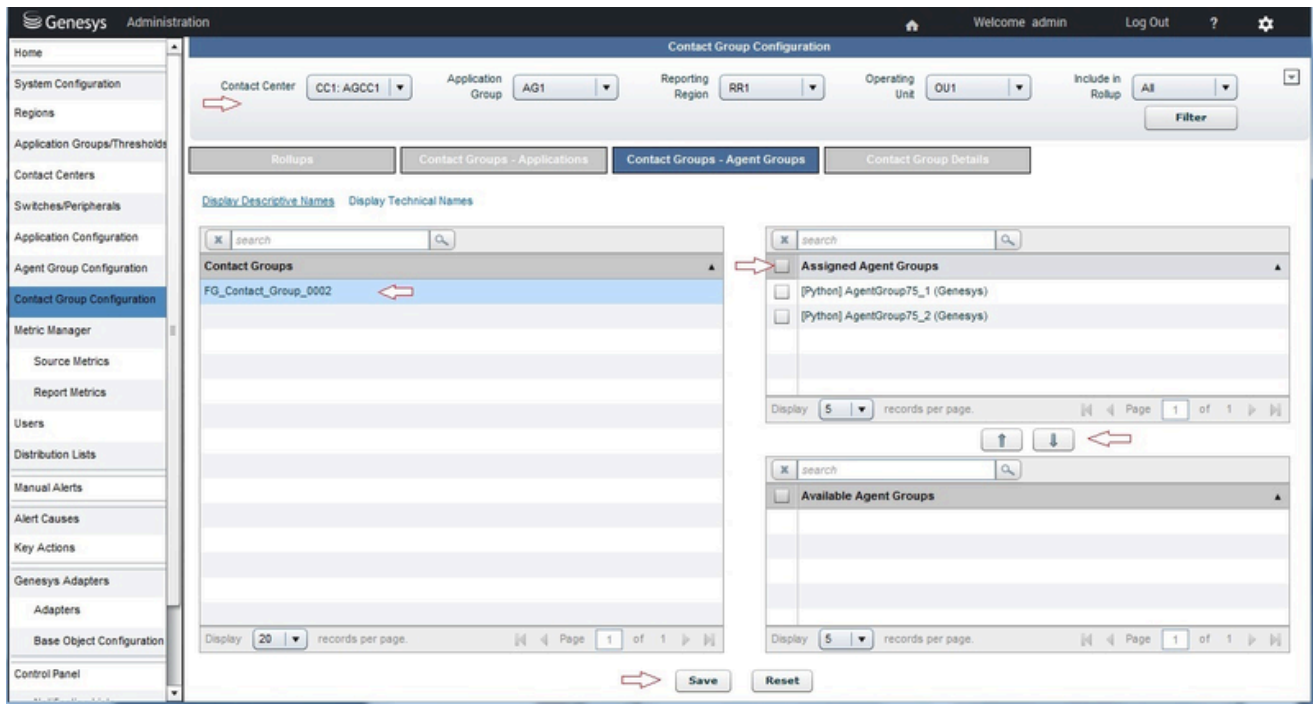 Genesys Administration Welcome admin Log Out ?
Home
System Configuration
Regions
Application Groups/Thresholds
Contact Centers
Switches/Peripherals
Application Configuration
Agent Group Configuration
Contact Group Configuration
Metric Manager
Source Metrics
Report Metrics
Users
Distribution Lists
Manual Alerts
Alert Causes
Key Actions
Genesys Adapters
Adapters
Base Object Configuration
Control Panel
Contact Group Configuration
Contact Center CC1: AGCC1
Application Group AG1
Reporting Region RR1
Operating Unit OU1
Include in Rollup All
Filter
Rollups Contact Groups - Applications Contact Groups - Agent Groups Contact Group Details
Display Descriptive Names Display Technical Names
search
Contact Groups
FG_Contact_Group_0002
Display 20 records per page. Page 1 of 1
search
Assigned Agent Groups
[Python] AgentGroup75_1 (Genesys)
[Python] AgentGroup75_2 (Genesys)
Display 5 records per page. Page 1 of 1
search
Available Agent Groups
Display 5 records per page. Page 1 of 1
Save Reset